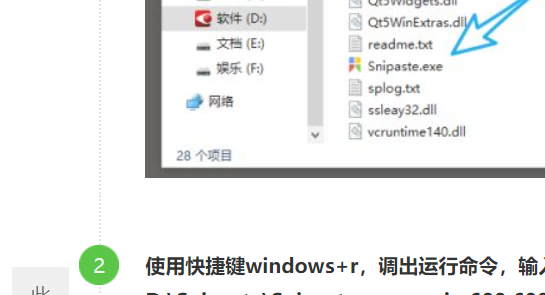 Qt5Widgets.dll
软件 (D:)
Qt5WinExtras.dll
文档 (E:)
readme.txt
娱乐 (F:)
Snipaste.exe
splog.txt
网络
ssleay32.dll
vcruntime140.dll
28 个项目
2
使用快捷键windows+r，调出运行命令，输